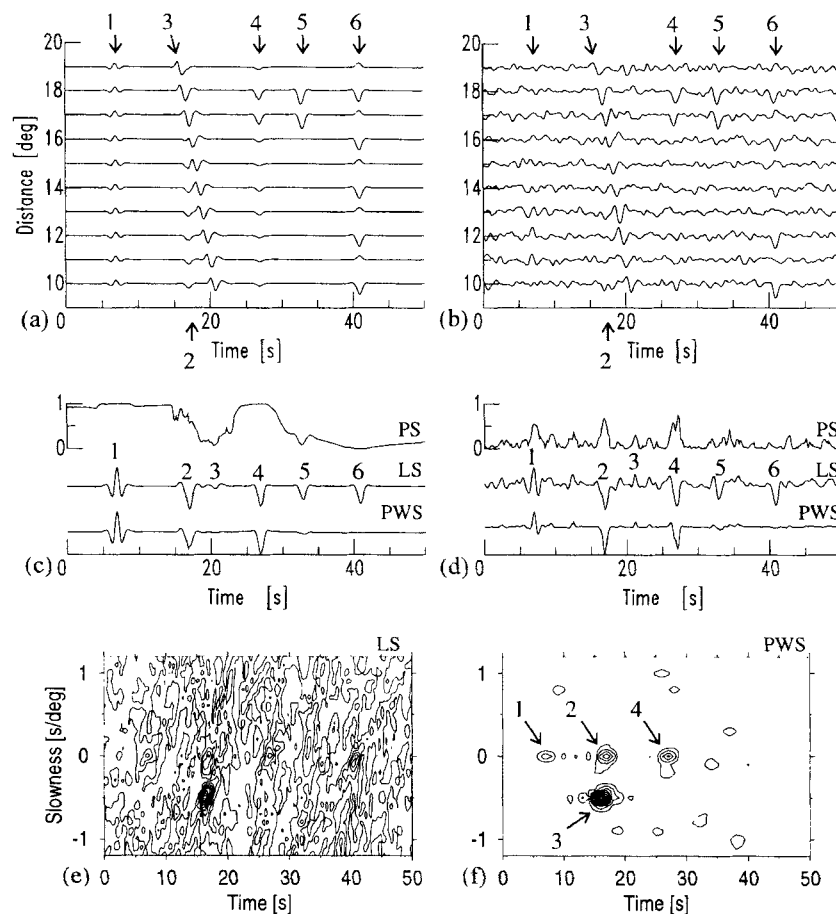 1 3 4 5 6
1 3 4 5 6
20
18
16
14
12
10
Distance [deg]
20
18
16
14
12
10
(a) 0 20 40
2
Time [s]
(b) 0 20 40
2
Time [s]
1
0
PS
1 2 3 4 5 6
LS
PWS
(c) 0 20 40
Time [s]
1
0
PS
1 2 3 4 5 6
LS
PWS
(d) 0 20 40
Time [s]
LS
Slowness [s/deg]
1
0
-1
(e) 0 10 20 30 40 50
Time [s]
PWS
1
0
-1
1 2 4
3
(f) 0 10 20 30 40 50
Time [s]